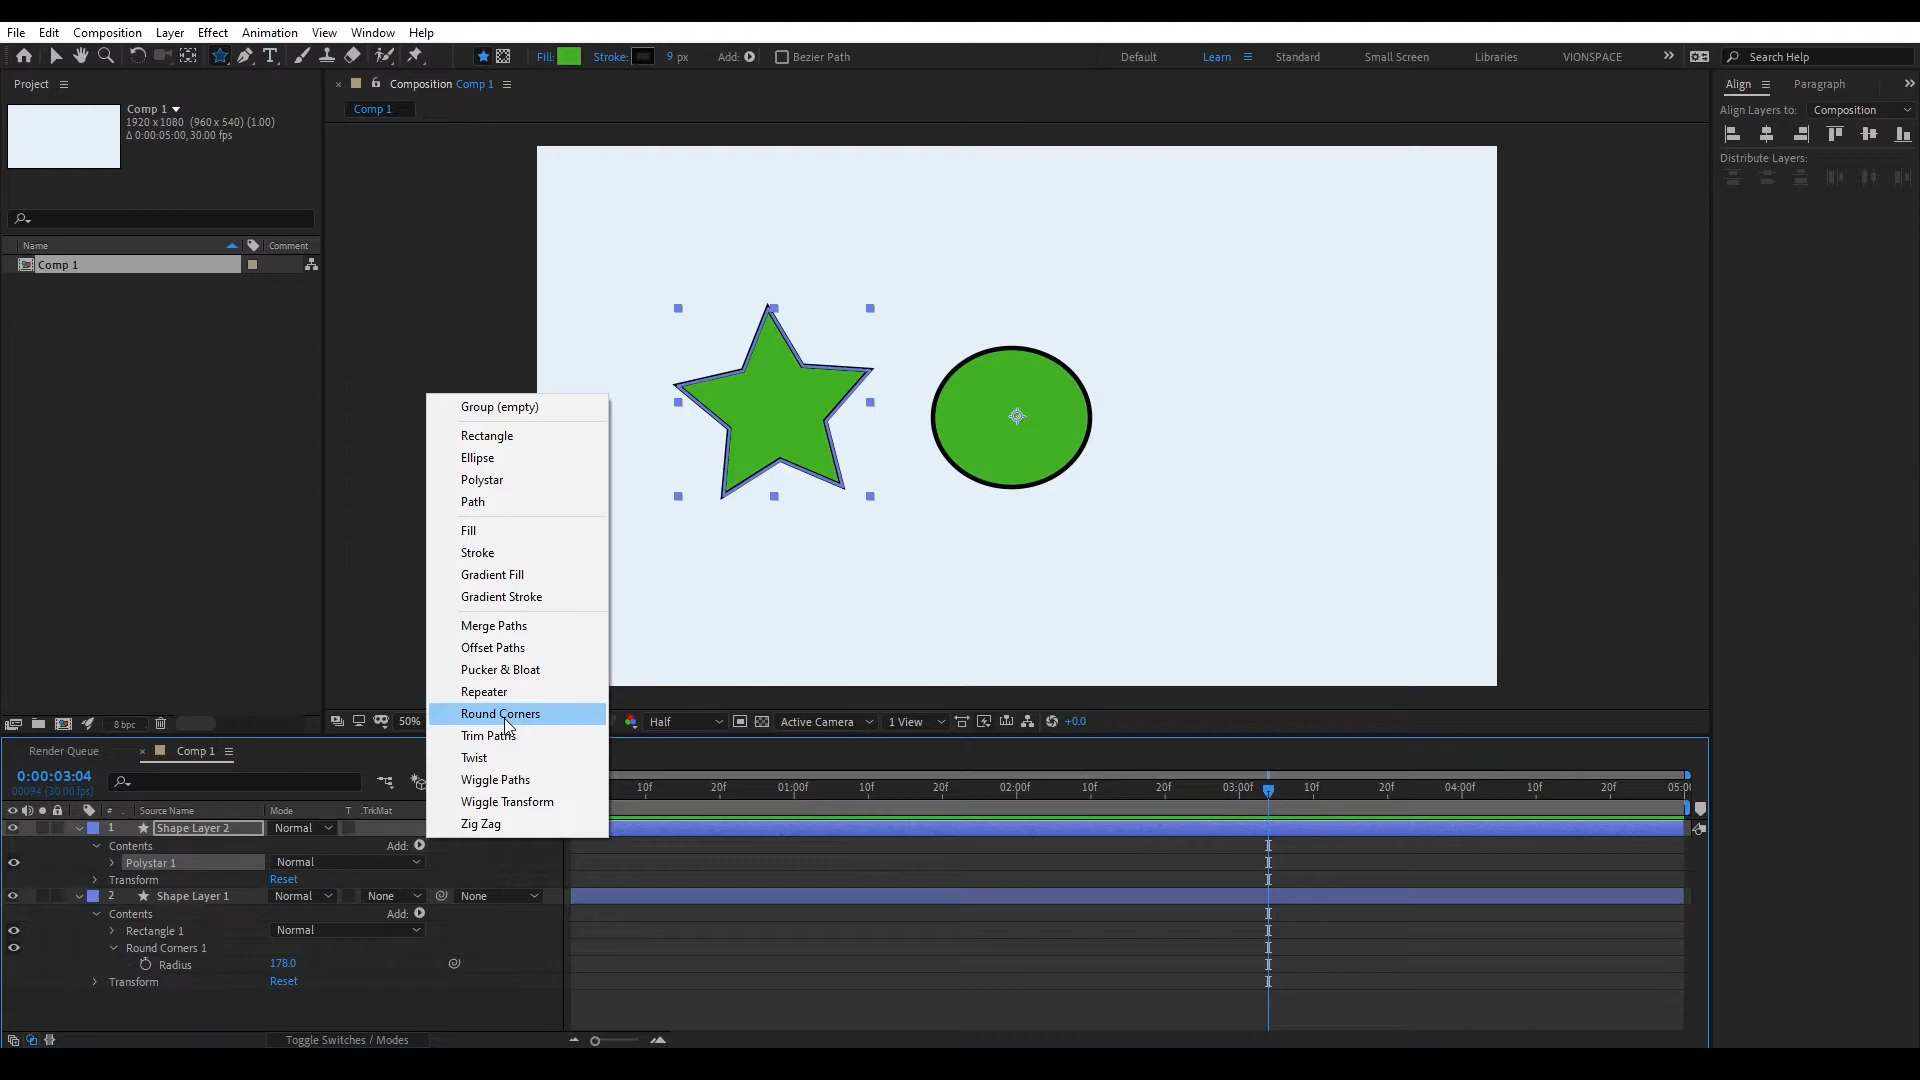 File Edit Composition Layer Effect Animation View Window Help
Fill: Stroke: 9 px Add: Bezier Path Default Learn Standard Small Screen Libraries VIONSPACE Search Help
Project
Comp 1
1920 x 1080 (960 x 540) (1.00)
Δ 0:00:05:00, 30.00 fps
Name Comment
Comp 1
8 bpc
Composition Comp 1
Comp 1
Align Paragraph
Align Layers to: Composition
Distribute Layers:
Group (empty)
Rectangle
Ellipse
Polystar
Path
Fill
Stroke
Gradient Fill
Gradient Stroke
Merge Paths
Offset Paths
Pucker & Bloat
Repeater
Round Corners
Trim Paths
Twist
Wiggle Paths
Wiggle Transform
Zig Zag
50% Half Active Camera 1 View +0.0
Render Queue Comp 1
0:00:03:04
00094 (30.00 fps)
10f 20f 01:00f 10f 20f 02:00f 10f 20f 03:00f 10f 20f 04:00f 10f 20f 05:00
# Source Name Mode T .TrkMat
1 Shape Layer 2 Normal
Contents Add:
Polystar 1 Normal
Transform Reset
2 Shape Layer 1 Normal None None
Contents Add:
Rectangle 1 Normal
Round Corners 1
Radius 178.0
Transform Reset
Toggle Switches / Modes